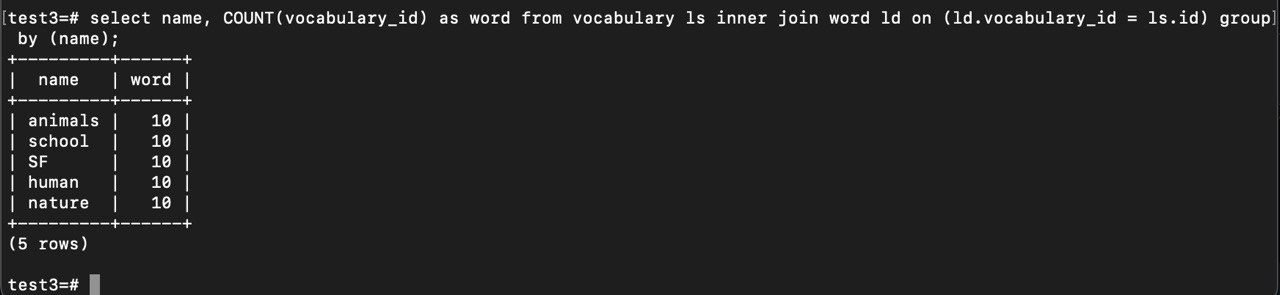 [test3=# select name, COUNT(vocabulary_id) as word from vocabulary ls inner join word ld on (ld.vocabulary_id = ls.id) group]
 by (name);
+---------+------+
|  name   | word |
+---------+------+
| animals |   10 |
| school  |   10 |
| SF      |   10 |
| human   |   10 |
| nature  |   10 |
+---------+------+
(5 rows)

test3=#